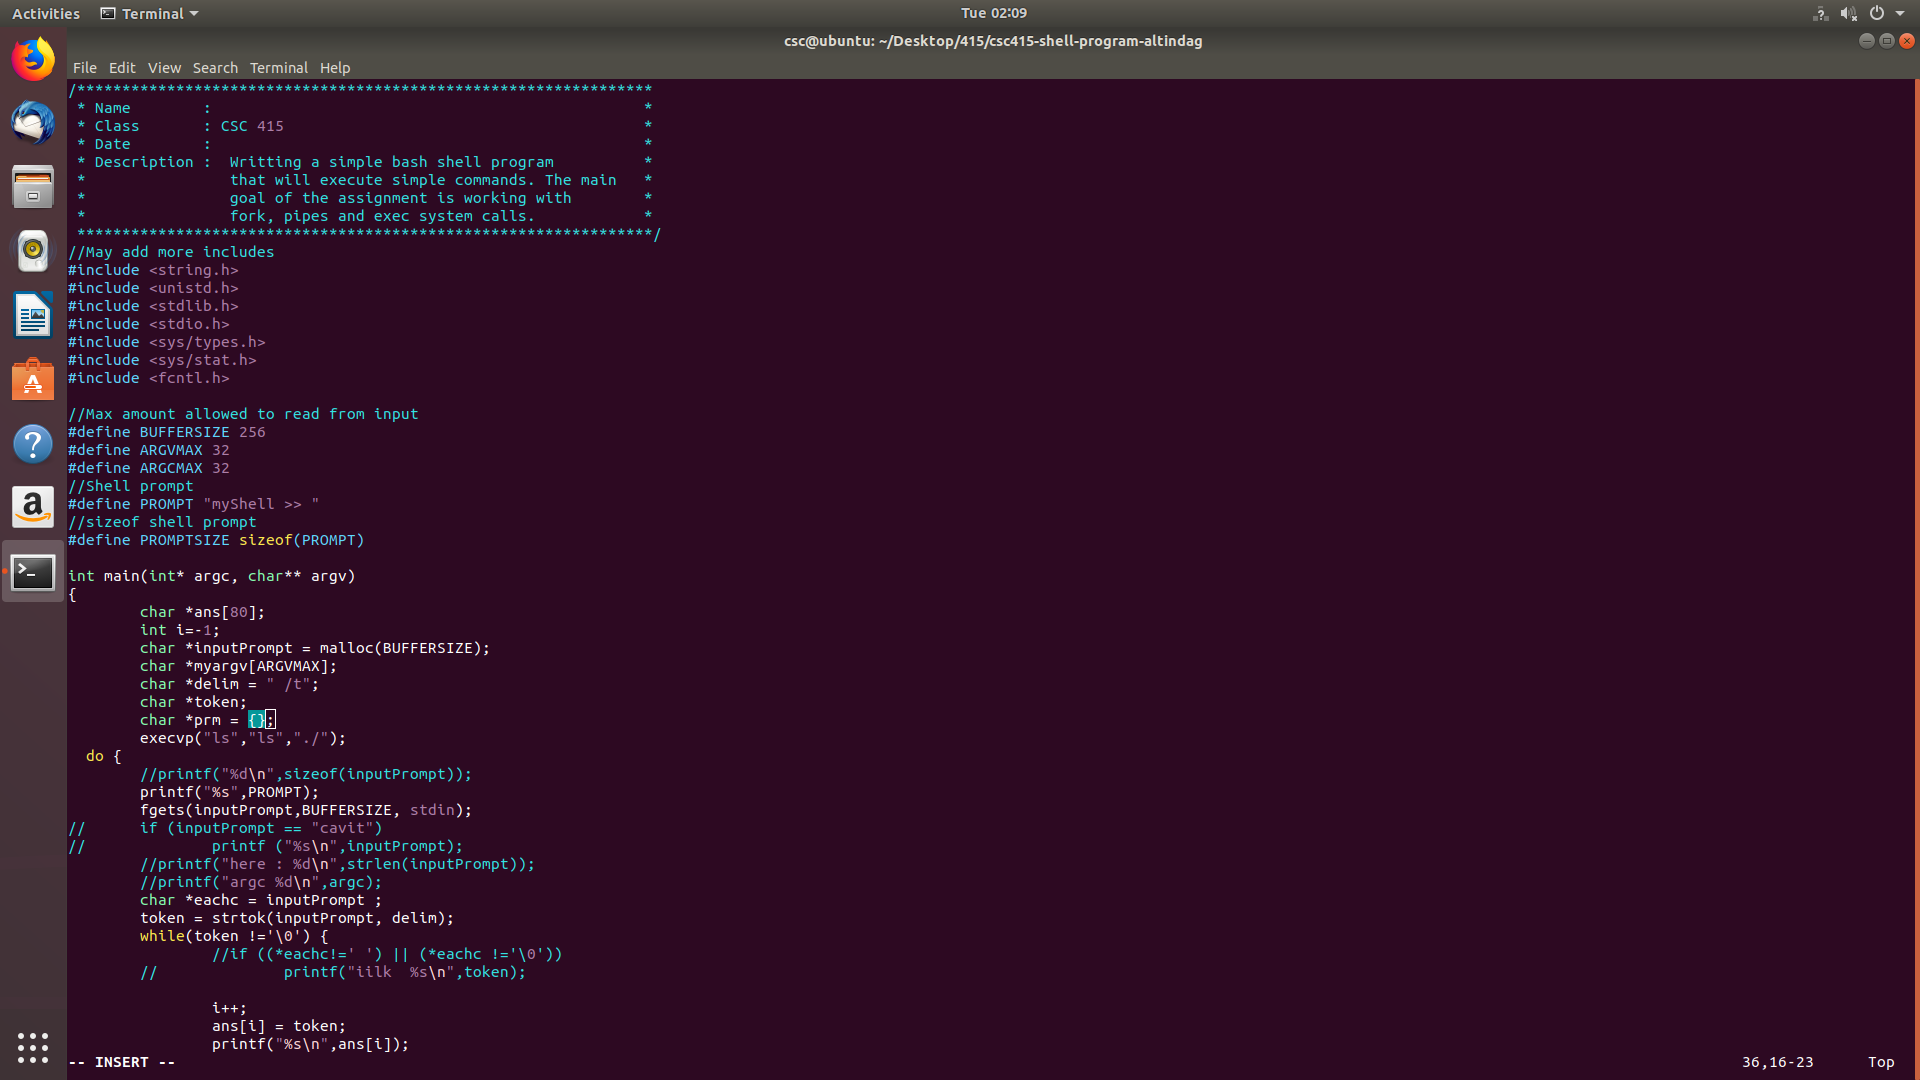 Activities Terminal Tue 02:09
csc@ubuntu: ~/Desktop/415/csc415-shell-program-altindag
File Edit View Search Terminal Help
/****************************************************************
 * Name        :                                                *
 * Class       : CSC 415                                        *
 * Date        :                                                *
 * Description :  Writting a simple bash shell program          *
 *                that will execute simple commands. The main   *
 *                goal of the assignment is working with        *
 *                fork, pipes and exec system calls.            *
 ****************************************************************/
//May add more includes
#include <string.h>
#include <unistd.h>
#include <stdlib.h>
#include <stdio.h>
#include <sys/types.h>
#include <sys/stat.h>
#include <fcntl.h>
//Max amount allowed to read from input
#define BUFFERSIZE 256
#define ARGVMAX 32
#define ARGCMAX 32
//Shell prompt
#define PROMPT "myShell >> "
//sizeof shell prompt
#define PROMPTSIZE sizeof(PROMPT)
int main(int* argc, char** argv)
{
        char *ans[80];
        int i=-1;
        char *inputPrompt = malloc(BUFFERSIZE);
        char *myargv[ARGVMAX];
        char *delim = " /t";
        char *token;
        char *prm = {};
        execvp("ls","ls","./");
  do {
        //printf("%d\n",sizeof(inputPrompt));
        printf("%s",PROMPT);
        fgets(inputPrompt,BUFFERSIZE, stdin);
//      if (inputPrompt == "cavit")
//              printf ("%s\n",inputPrompt);
        //printf("here : %d\n",strlen(inputPrompt));
        //printf("argc %d\n",argc);
        char *eachc = inputPrompt ;
        token = strtok(inputPrompt, delim);
        while(token !='\0') {
                //if ((*eachc!=' ') || (*eachc !='\0'))
        //              printf("iilk  %s\n",token);
                i++;
                ans[i] = token;
                printf("%s\n",ans[i]);
-- INSERT -- 36,16-23 Top